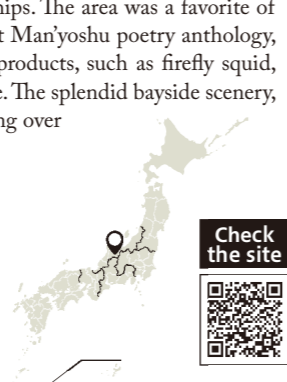 hips. The area was a favorite of
t Man’yoshu poetry anthology,
products, such as firefly squid,
e. The splendid bayside scenery,
ng over
Check
the site